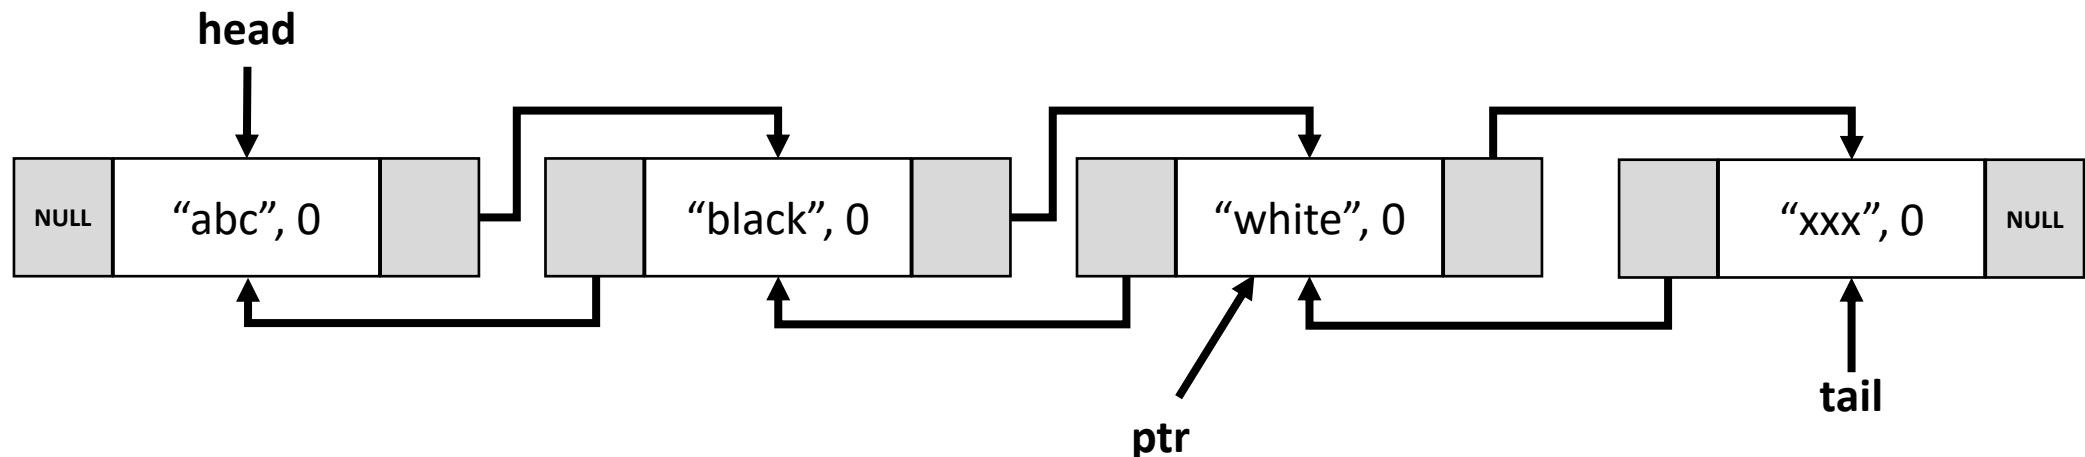 head
NULL
“abc”, 0
“black”, 0
“white”, 0
“xxx”, 0
NULL
tail
ptr